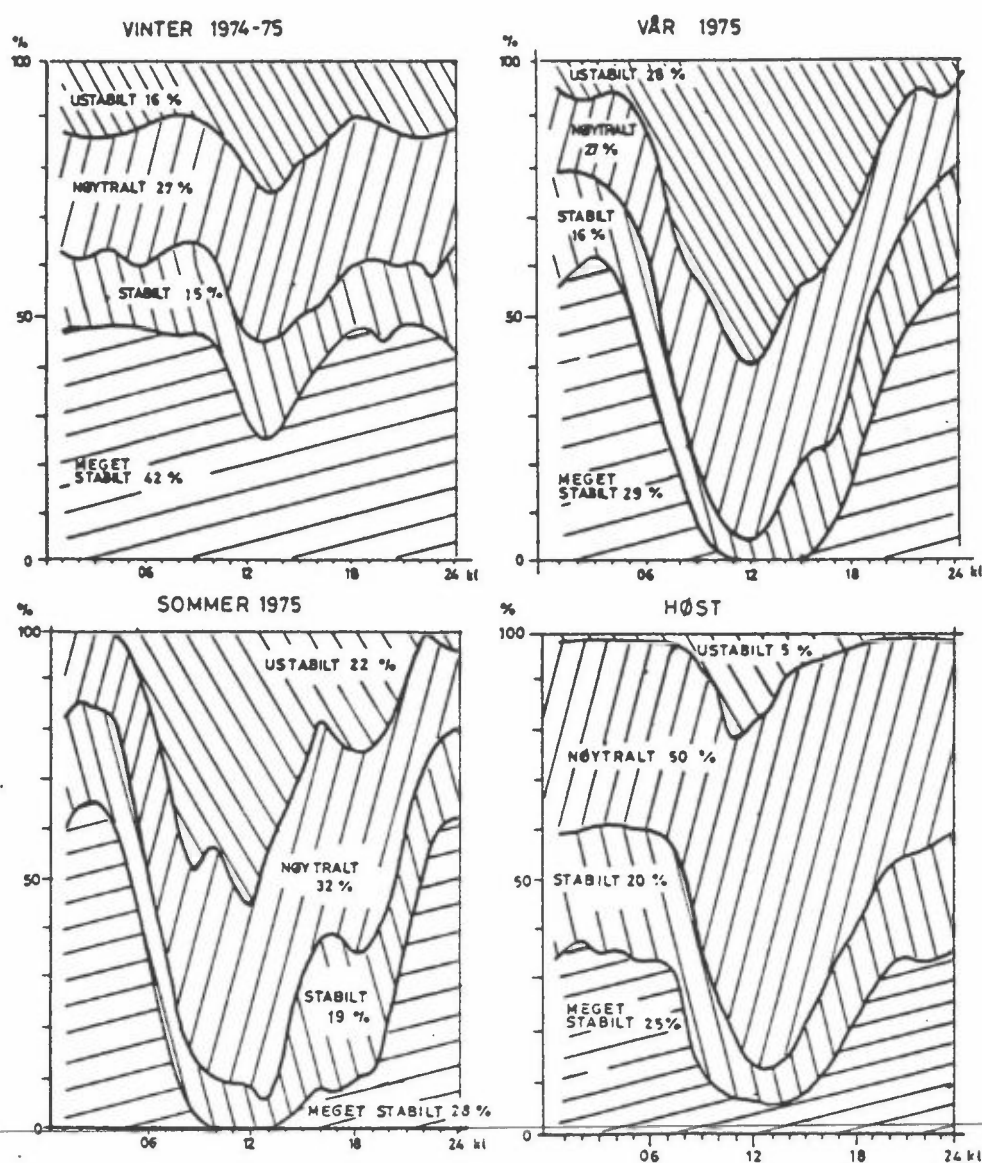 VINTER 1974-75
%
100
USTABILT 16 %
NØYTRALT 27 %
STABILT 15 %
50
MEGET
STABILT 42 %
0
06
12
18
24 kl
VÅR 1975
%
100
USTABILT 28 %
NØYTRALT
27 %
STABILT
16 %
50
MEGET
STABILT 29 %
0
06
12
18
24 kl
SOMMER 1975
%
100
USTABILT 22 %
NØYTRALT
32 %
50
STABILT
19 %
MEGET STABILT 28 %
0
06
12
18
24 kl
HØST
%
100
USTABILT 5 %
NØYTRALT 50 %
50
STABILT 20 %
MEGET
STABILT 25%
0
06
12
18
24 kl